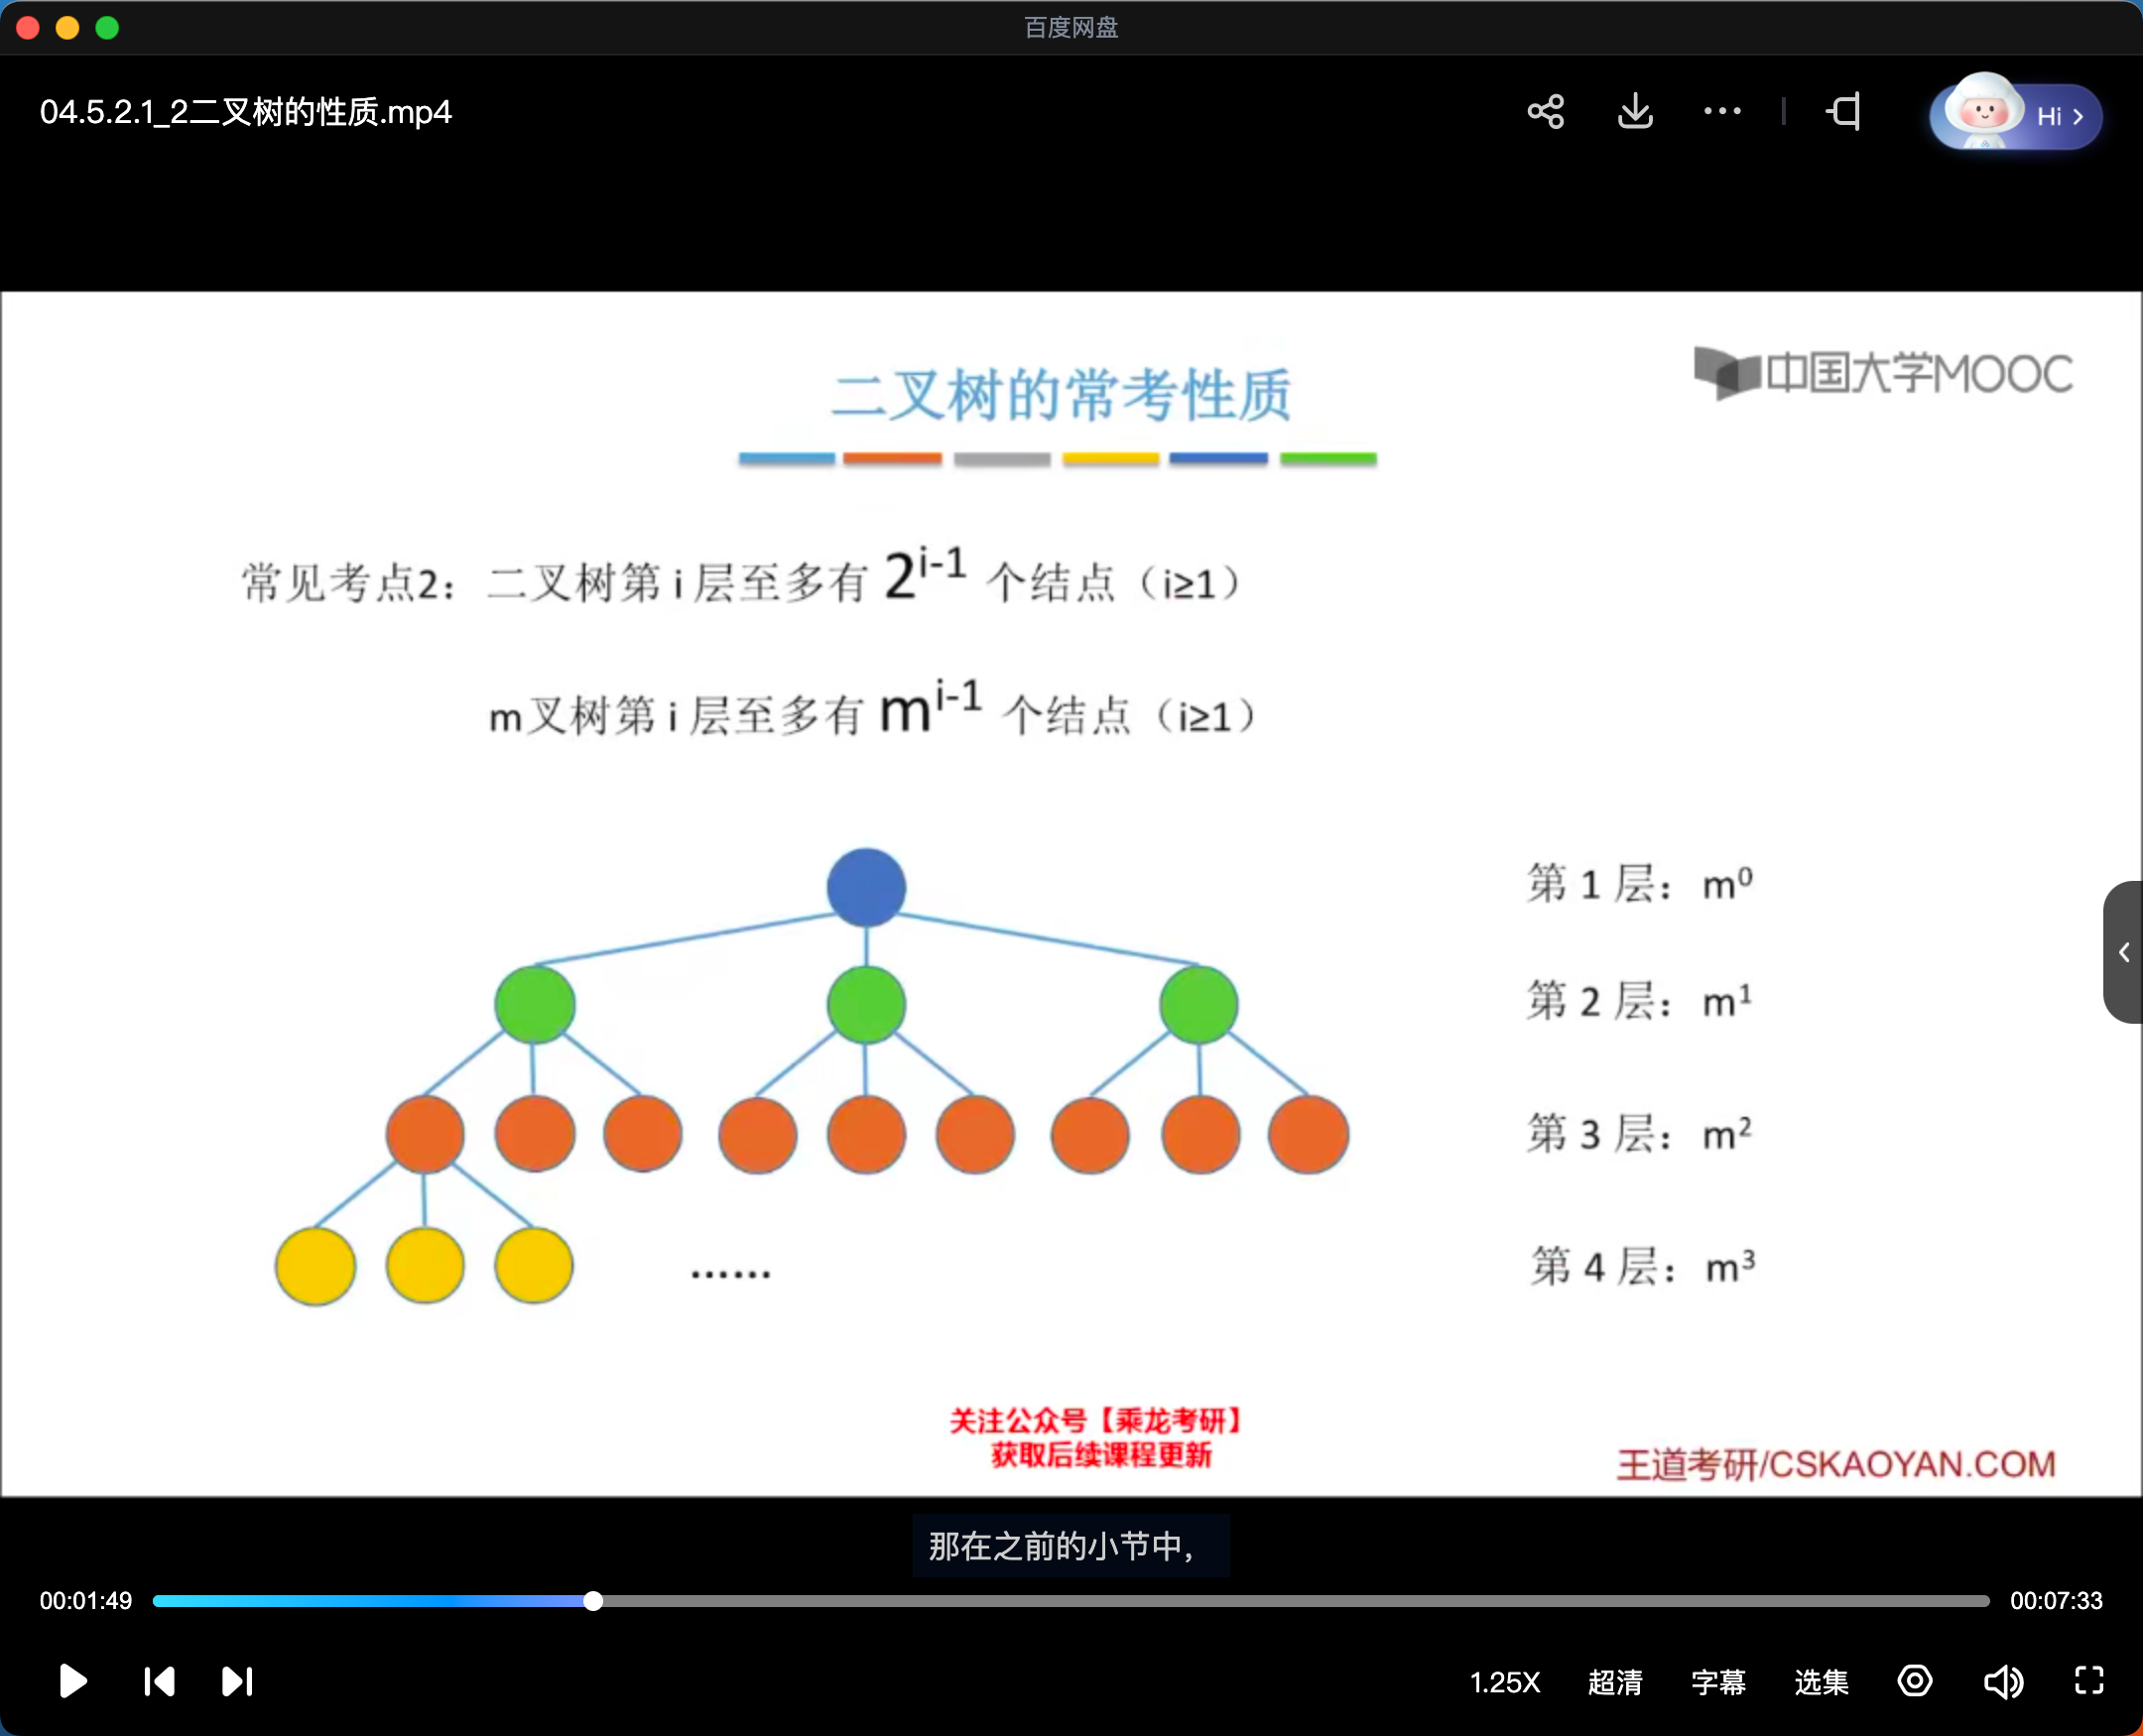 百度网盘
04.5.2.1_2二叉树的性质.mp4
Hi
中国大学MOOC
二叉树的常考性质
常见考点2：二叉树第 i 层至多有 2^{i-1} 个结点（i≥1）
m叉树第 i 层至多有 m^{i-1} 个结点（i≥1）
第 1 层：m⁰
第 2 层：m¹
第 3 层：m²
第 4 层：m³
......
关注公众号【乘龙考研】
获取后续课程更新
王道考研/CSKAOYAN.COM
那在之前的小节中，
00:01:49
00:07:33
1.25X
超清
字幕
选集